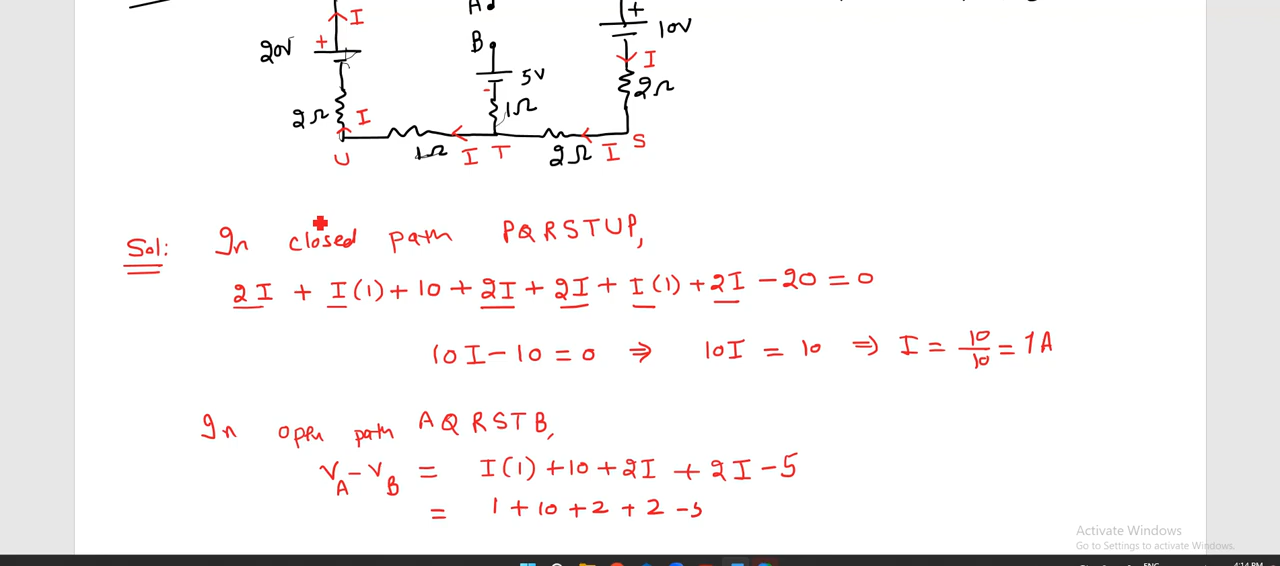 I
A
+
20V
+
B
10V
I
5V
-
2Ω
1Ω
2Ω
I
U
1Ω
I
T
2Ω
I
S
Sol: In closed path PQRSTUP,
2I + I(1) + 10 + 2I + 2I + I(1) + 2I - 20 = 0
10I - 10 = 0 ⇒ 10I = 10 ⇒ I = 10/10 = 1A
In open path AQRSTB,
V_A - V_B = I(1) + 10 + 2I + 2I - 5
= 1 + 10 + 2 + 2 - 5
Activate Windows
Go to Settings to activate Windows.